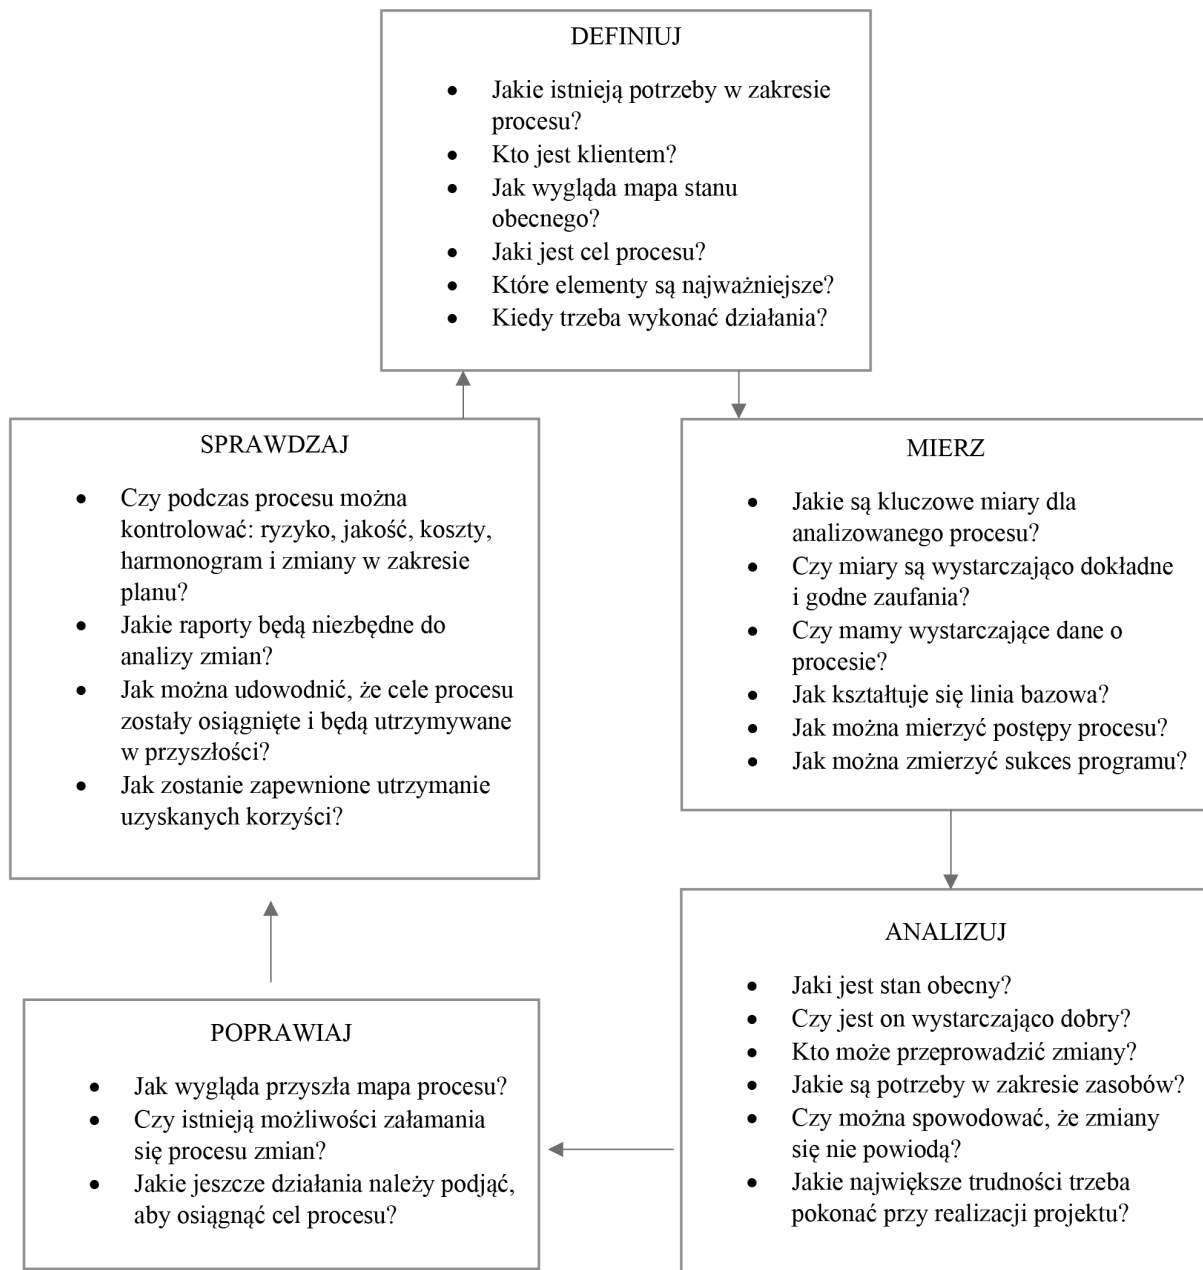 DEFINIUJ
• Jakie istnieją potrzeby w zakresie
procesu?
• Kto jest klientem?
• Jak wygląda mapa stanu
obecnego?
• Jaki jest cel procesu?
• Które elementy są najważniejsze?
• Kiedy trzeba wykonać działania?
MIERZ
• Jakie są kluczowe miary dla
analizowanego procesu?
• Czy miary są wystarczająco dokładne
i godne zaufania?
• Czy mamy wystarczające dane o
procesie?
• Jak kształtuje się linia bazowa?
• Jak można mierzyć postępy procesu?
• Jak można zmierzyć sukces programu?
ANALIZUJ
• Jaki jest stan obecny?
• Czy jest on wystarczająco dobry?
• Kto może przeprowadzić zmiany?
• Jakie są potrzeby w zakresie zasobów?
• Czy można spowodować, że zmiany
się nie powiodą?
• Jakie największe trudności trzeba
pokonać przy realizacji projektu?
POPRAWIAJ
• Jak wygląda przyszła mapa procesu?
• Czy istnieją możliwości załamania
się procesu zmian?
• Jakie jeszcze działania należy podjąć,
aby osiągnąć cel procesu?
SPRAWDZAJ
• Czy podczas procesu można
kontrolować: ryzyko, jakość, koszty,
harmonogram i zmiany w zakresie
planu?
• Jakie raporty będą niezbędne do
analizy zmian?
• Jak można udowodnić, że cele procesu
zostały osiągnięte i będą utrzymywane
w przyszłości?
• Jak zostanie zapewnione utrzymanie
uzyskanych korzyści?